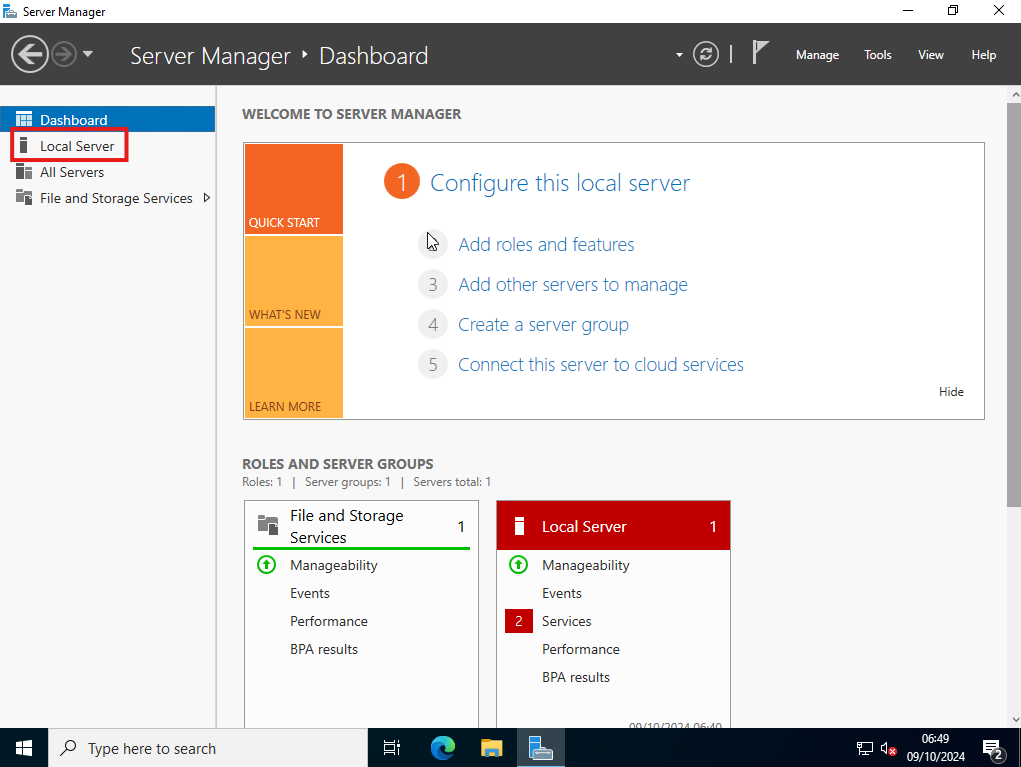 Server Manager
Server Manager ‣ Dashboard
Manage Tools View Help
Dashboard
Local Server
All Servers
File and Storage Services
WELCOME TO SERVER MANAGER
QUICK START
WHAT'S NEW
LEARN MORE
1 Configure this local server
Add roles and features
3 Add other servers to manage
4 Create a server group
5 Connect this server to cloud services
Hide
ROLES AND SERVER GROUPS
Roles: 1 | Server groups: 1 | Servers total: 1
File and Storage
Services 1
Manageability
Events
Performance
BPA results
Local Server 1
Manageability
Events
2 Services
Performance
BPA results
09/10/2024 06:40
Type here to search
06:49
09/10/2024
2